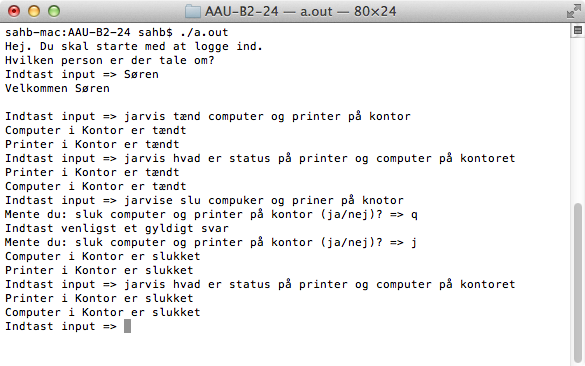 AAU-B2-24 — a.out — 80×24
sahb-mac:AAU-B2-24 sahb$ ./a.out
Hej. Du skal starte med at logge ind.
Hvilken person er der tale om?
Indtast input => Søren
Velkommen Søren
Indtast input => jarvis tænd computer og printer på kontor
Computer i Kontor er tændt
Printer i Kontor er tændt
Indtast input => jarvis hvad er status på printer og computer på kontoret
Printer i Kontor er tændt
Computer i Kontor er tændt
Indtast input => jarvise slu compuker og priner på knotor
Mente du: sluk computer og printer på kontor (ja/nej)? => q
Indtast venligst et gyldigt svar
Mente du: sluk computer og printer på kontor (ja/nej)? => j
Computer i Kontor er slukket
Printer i Kontor er slukket
Indtast input => jarvis hvad er status på printer og computer på kontoret
Printer i Kontor er slukket
Computer i Kontor er slukket
Indtast input =>